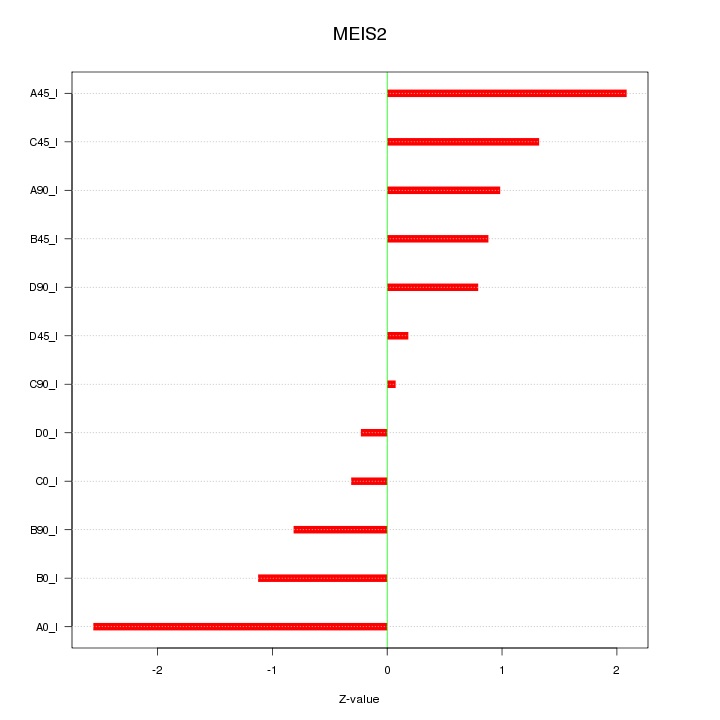 MEIS2
A45_I
C45_I
A90_I
B45_I
D90_I
D45_I
C90_I
D0_I
C0_I
B90_I
B0_I
A0_I
-2 -1 0 1 2
Z-value